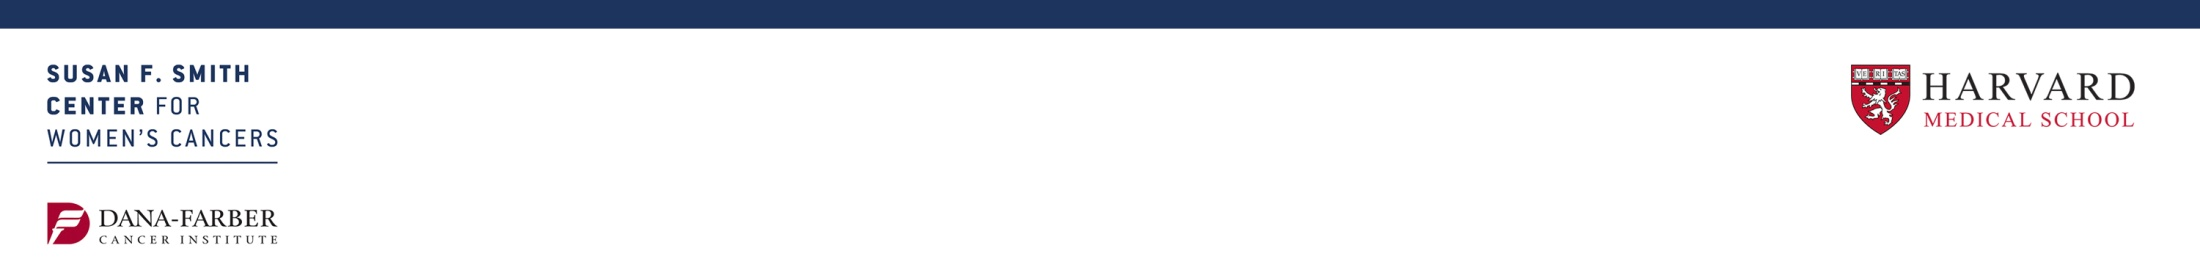 SUSAN F. SMITH
CENTER FOR
WOMEN'S CANCERS
DANA-FARBER
CANCER INSTITUTE
VE RI TAS
HARVARD
MEDICAL SCHOOL